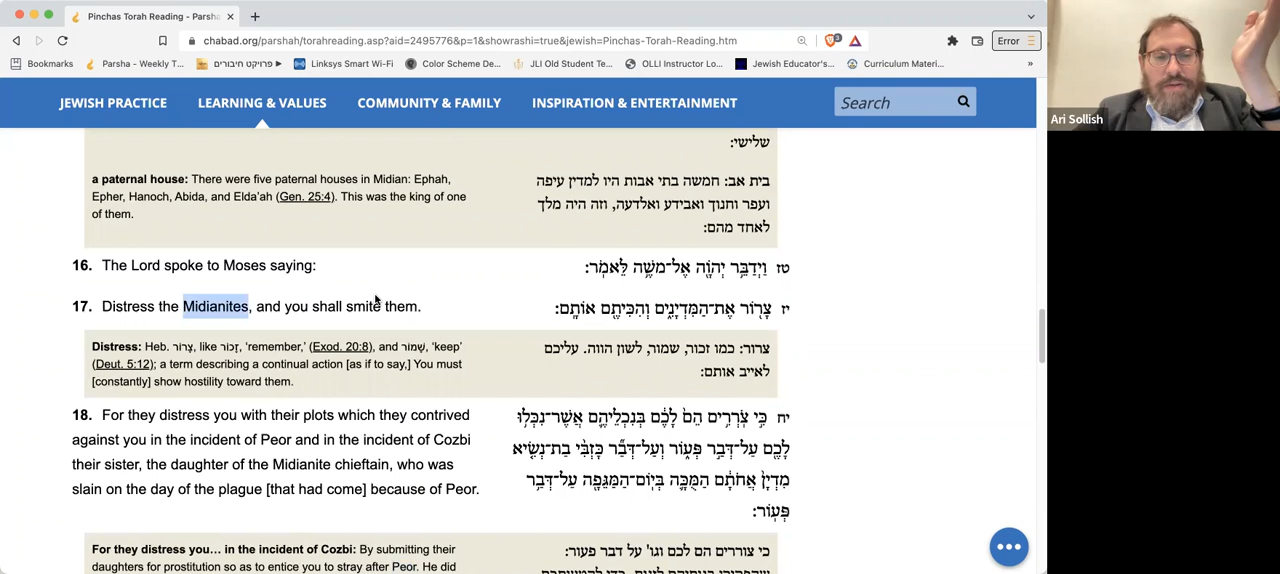 Pinchas Torah Reading - Parsha
chabad.org/parshah/torahreading.asp?aid=2495776&p=1&showrashi=true&jewish=Pinchas-Torah-Reading.htm
Error
Bookmarks
Parsha - Weekly T...
פרוייקט חיבורים
Linksys Smart Wi-Fi
Color Scheme De...
JLI Old Student Te...
OLLI Instructor Lo...
Jewish Educator's...
Curriculum Materi...
»
JEWISH PRACTICE
LEARNING & VALUES
COMMUNITY & FAMILY
INSPIRATION & ENTERTAINMENT
Search
Ari Sollish
שלישי:
a paternal house: There were five paternal houses in Midian: Ephah,
Epher, Hanoch, Abida, and Elda'ah (Gen. 25:4). This was the king of one
of them.
בית אב: חמשה בתי אבות היו למדין עיפה
ועפר וחנוך ואבידע ואלדעה, וזה היה מלך
לאחד מהם:
16. The Lord spoke to Moses saying:
טז וַיְדַבֵּ֥ר יְהֹוָ֖ה אֶל־משֶׁ֥ה לֵּאמֹֽר:
17. Distress the Midianites, and you shall smite them.
יז צָר֖וֹר אֶת־הַמִּדְיָנִ֑ים וְהִכִּיתֶ֖ם אוֹתָֽם:
Distress: Heb. צָרוֹר, like זָכוֹר, 'remember,' (Exod. 20:8), and שָׁמוֹר, 'keep'
(Deut. 5:12); a term describing a continual action [as if to say,] You must
[constantly] show hostility toward them.
צרור: כמו זכור, שמור, לשון הווה. עליכם
לאייב אותם:
18. For they distress you with their plots which they contrived
against you in the incident of Peor and in the incident of Cozbi
their sister, the daughter of the Midianite chieftain, who was
slain on the day of the plague [that had come] because of Peor.
יח כִּ֣י צֹֽרְרִ֥ים הֵם֙ לָכֶ֔ם בְּנִכְלֵיהֶ֛ם אֲשֶׁר־נִכְּל֥וּ
לָכֶ֖ם עַל־דְּבַ֣ר פְּע֑וֹר וְעַל־דְּבַ֞ר כָּזְבִּ֨י בַת־נְשִׂ֤יא
מִדְיָן֙ אֲחֹתָ֔ם הַמֻּכָּ֥ה בְיֽוֹם־הַמַּגֵּפָ֖ה עַל־דְּבַ֥ר
פְּעֽוֹר:
For they distress you... in the incident of Cozbi: By submitting their
daughters for prostitution so as to entice you to stray after Peor. He did
כי צוררים הם לכם וגו' על דבר פעור: